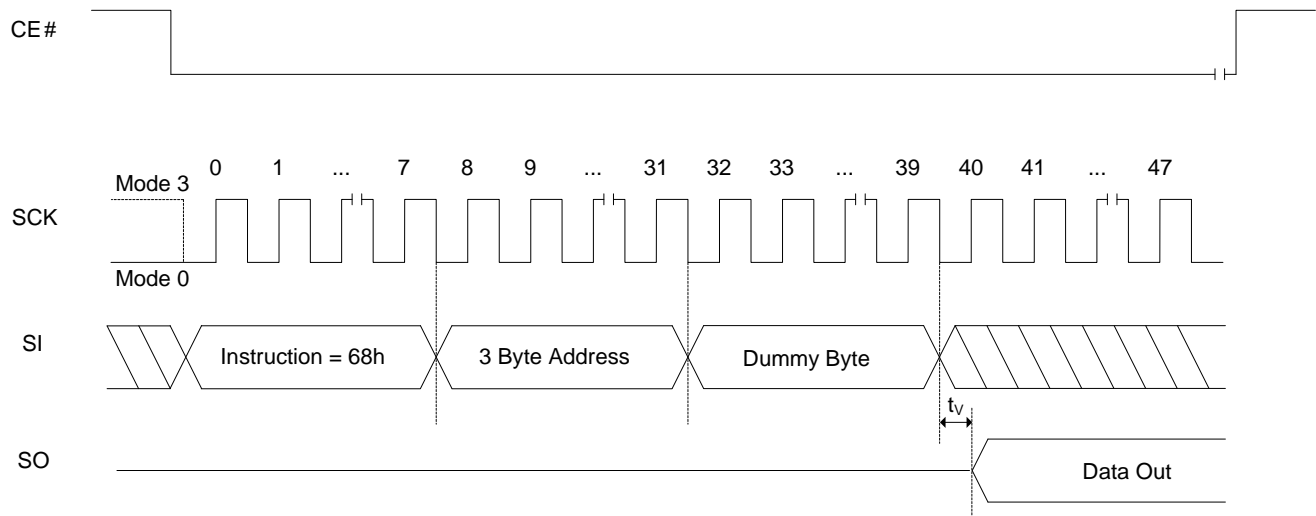 CE#
0 1 ... 7 8 9 ... 31 32 33 ... 39 40 41 ... 47
Mode 3
SCK
Mode 0
SI
Instruction = 68h
3 Byte Address
Dummy Byte
tV
SO
Data Out